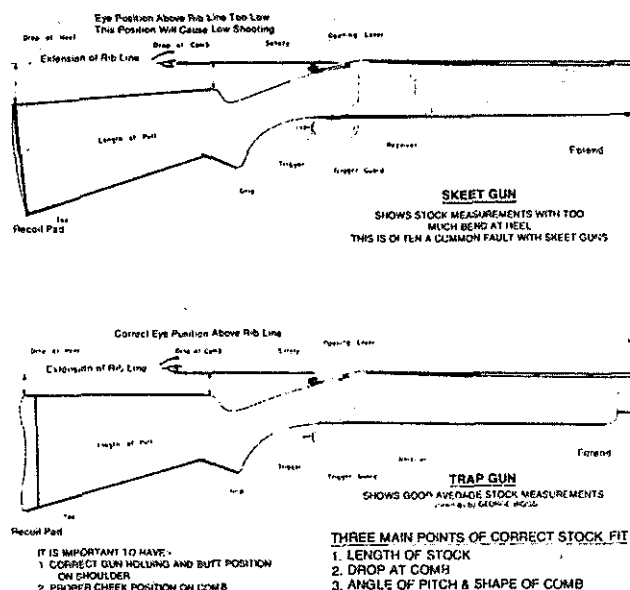 Eye Position Above Rib Line Too Low
This Position Will Cause Low Shooting
Drop at Heel
Drop at Comb
Safety
Opening Lever
Extension of Rib Line
Length of Pull
Trigger
Receiver
Forend
Grip
Trigger Guard
Toe
Recoil Pad
SKEET GUN
SHOWS STOCK MEASUREMENTS WITH TOO
MUCH BEND AT HEEL
THIS IS OFTEN A COMMON FAULT WITH SKEET GUNS
Correct Eye Position Above Rib Line
Drop at Heel
Drop at Comb
Safety
Opening Lever
Extension of Rib Line
Length of Pull
Trigger
Receiver
Forend
Grip
Trigger Guard
Toe
Recoil Pad
TRAP GUN
SHOWS GOOD AVERAGE STOCK MEASUREMENTS
IT IS IMPORTANT TO HAVE:-
1 CORRECT GUN HOLDING AND BUTT POSITION
ON SHOULDER
2 PROPER CHEEK POSITION ON COMB
THREE MAIN POINTS OF CORRECT STOCK FIT
1. LENGTH OF STOCK
2. DROP AT COMB
3. ANGLE OF PITCH & SHAPE OF COMB